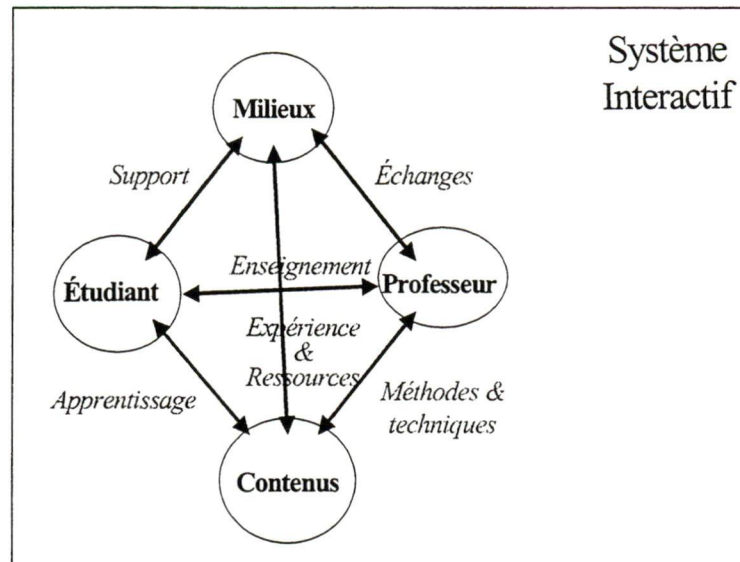 Système
Interactif
Milieux
Support
Échanges
Enseignement
Étudiant
Professeur
Expérience
&
Ressources
Apprentissage
Méthodes &
techniques
Contenus